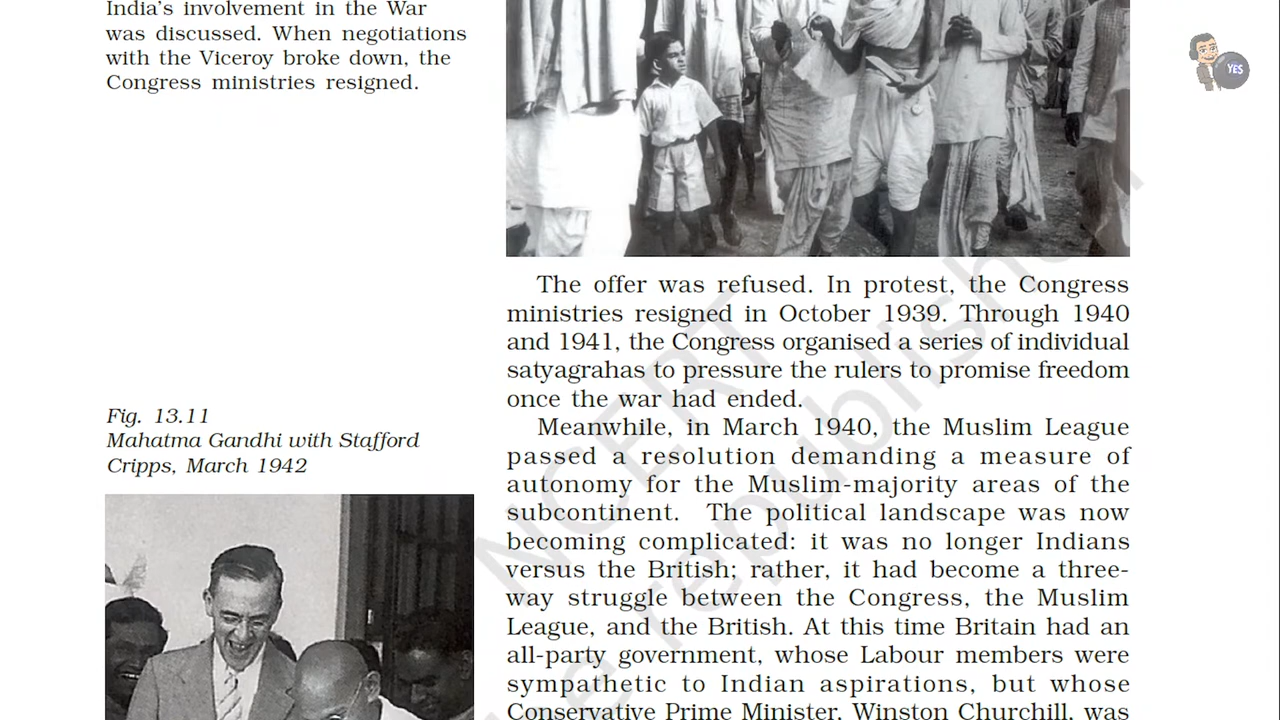 India’s involvement in the War
was discussed. When negotiations
with the Viceroy broke down, the
Congress ministries resigned.
YES
The offer was refused. In protest, the Congress
ministries resigned in October 1939. Through 1940
and 1941, the Congress organised a series of individual
satyagrahas to pressure the rulers to promise freedom
once the war had ended.
Meanwhile, in March 1940, the Muslim League
passed a resolution demanding a measure of
autonomy for the Muslim-majority areas of the
subcontinent. The political landscape was now
becoming complicated: it was no longer Indians
versus the British; rather, it had become a three-
way struggle between the Congress, the Muslim
League, and the British. At this time Britain had an
all-party government, whose Labour members were
sympathetic to Indian aspirations, but whose
Conservative Prime Minister, Winston Churchill, was
Fig. 13.11
Mahatma Gandhi with Stafford
Cripps, March 1942
NCERT
be republished